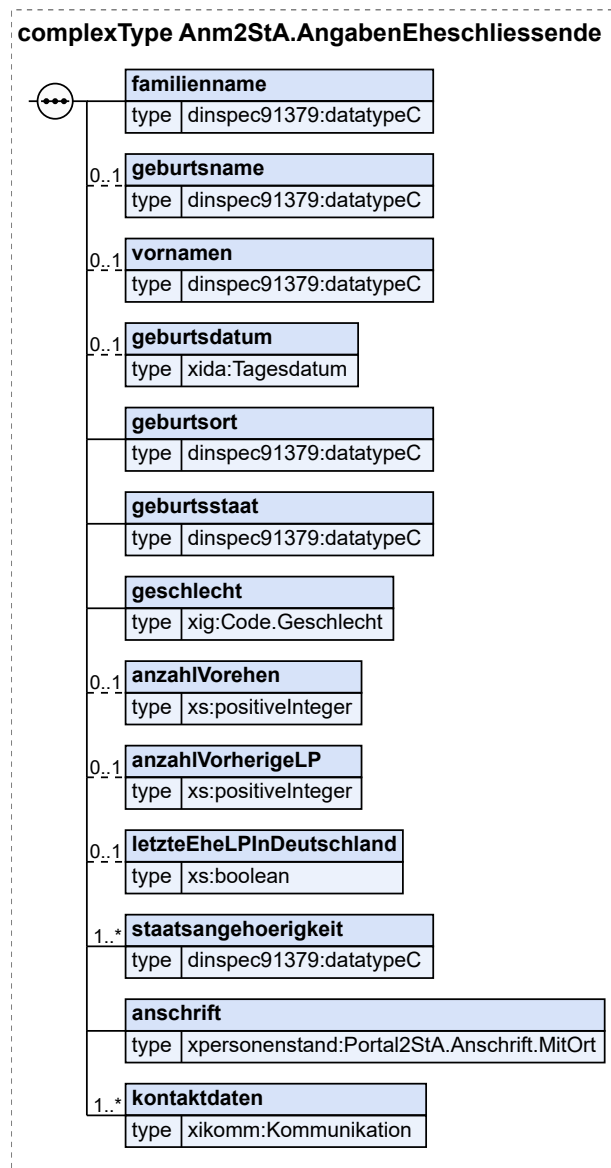 complexType Anm2StA.AngabenEheschliessende
familienname
type dinspec91379:datatypeC
0..1 geburtsname
type dinspec91379:datatypeC
0..1 vornamen
type dinspec91379:datatypeC
0..1 geburtsdatum
type xida:Tagesdatum
geburtsort
type dinspec91379:datatypeC
geburtsstaat
type dinspec91379:datatypeC
geschlecht
type xig:Code.Geschlecht
0..1 anzahlVorehen
type xs:positiveInteger
0..1 anzahlVorherigeLP
type xs:positiveInteger
0..1 letzteEheLPInDeutschland
type xs:boolean
1..* staatsangehoerigkeit
type dinspec91379:datatypeC
anschrift
type xpersonenstand:Portal2StA.Anschrift.MitOrt
1..* kontaktdaten
type xikomm:Kommunikation